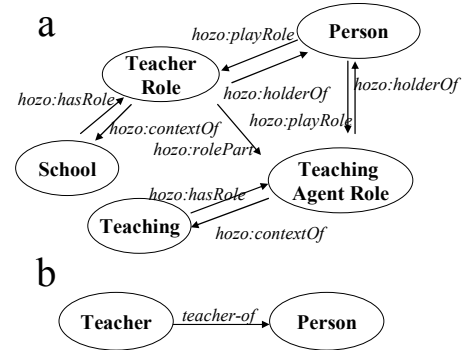 a
hozo:playRole
Person
Teacher
Role
hozo:hasRole
hozo:holderOf
hozo:holderOf
hozo:contextOf
hozo:playRole
hozo:rolePart
School
Teaching
Agent Role
hozo:hasRole
Teaching
hozo:contextOf
b
Teacher
teacher-of
Person